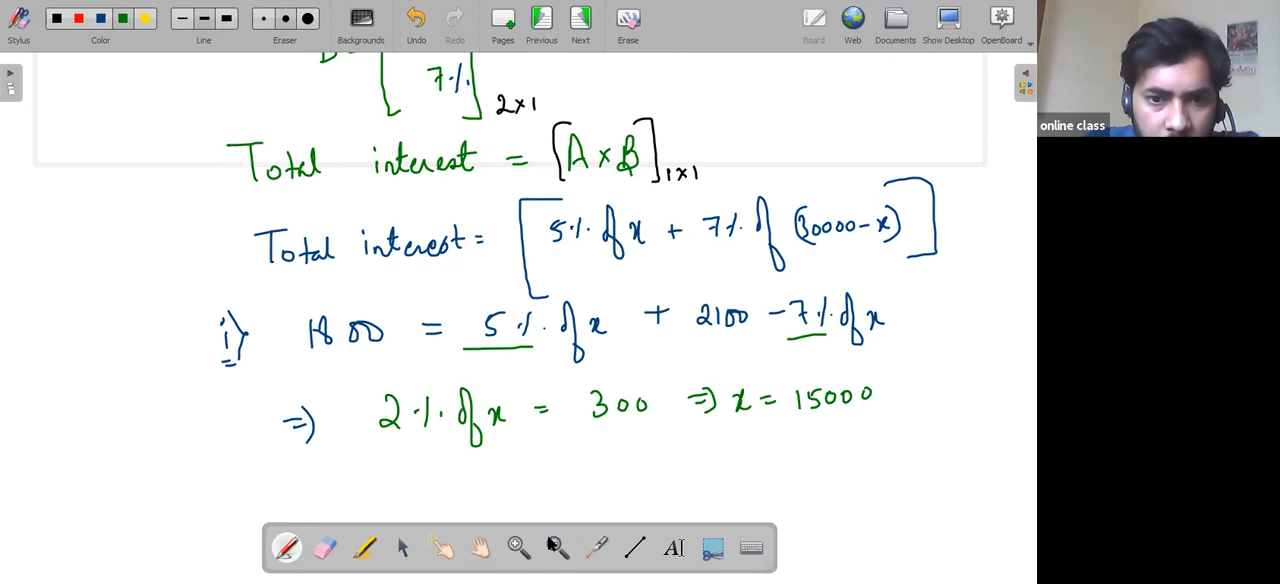 Stylus Color Line Eraser Backgrounds Undo Redo Pages Previous Next Erase Board Web Documents Show Desktop OpenBoard
7%
2×1
online class
Total interest = [A × B] 1×1
Total interest = [5% of x + 7% of (30000 - x)]
i) 1800 = 5% of x + 2100 - 7% of x
=) 2% of x = 300 =) x = 15000
AI